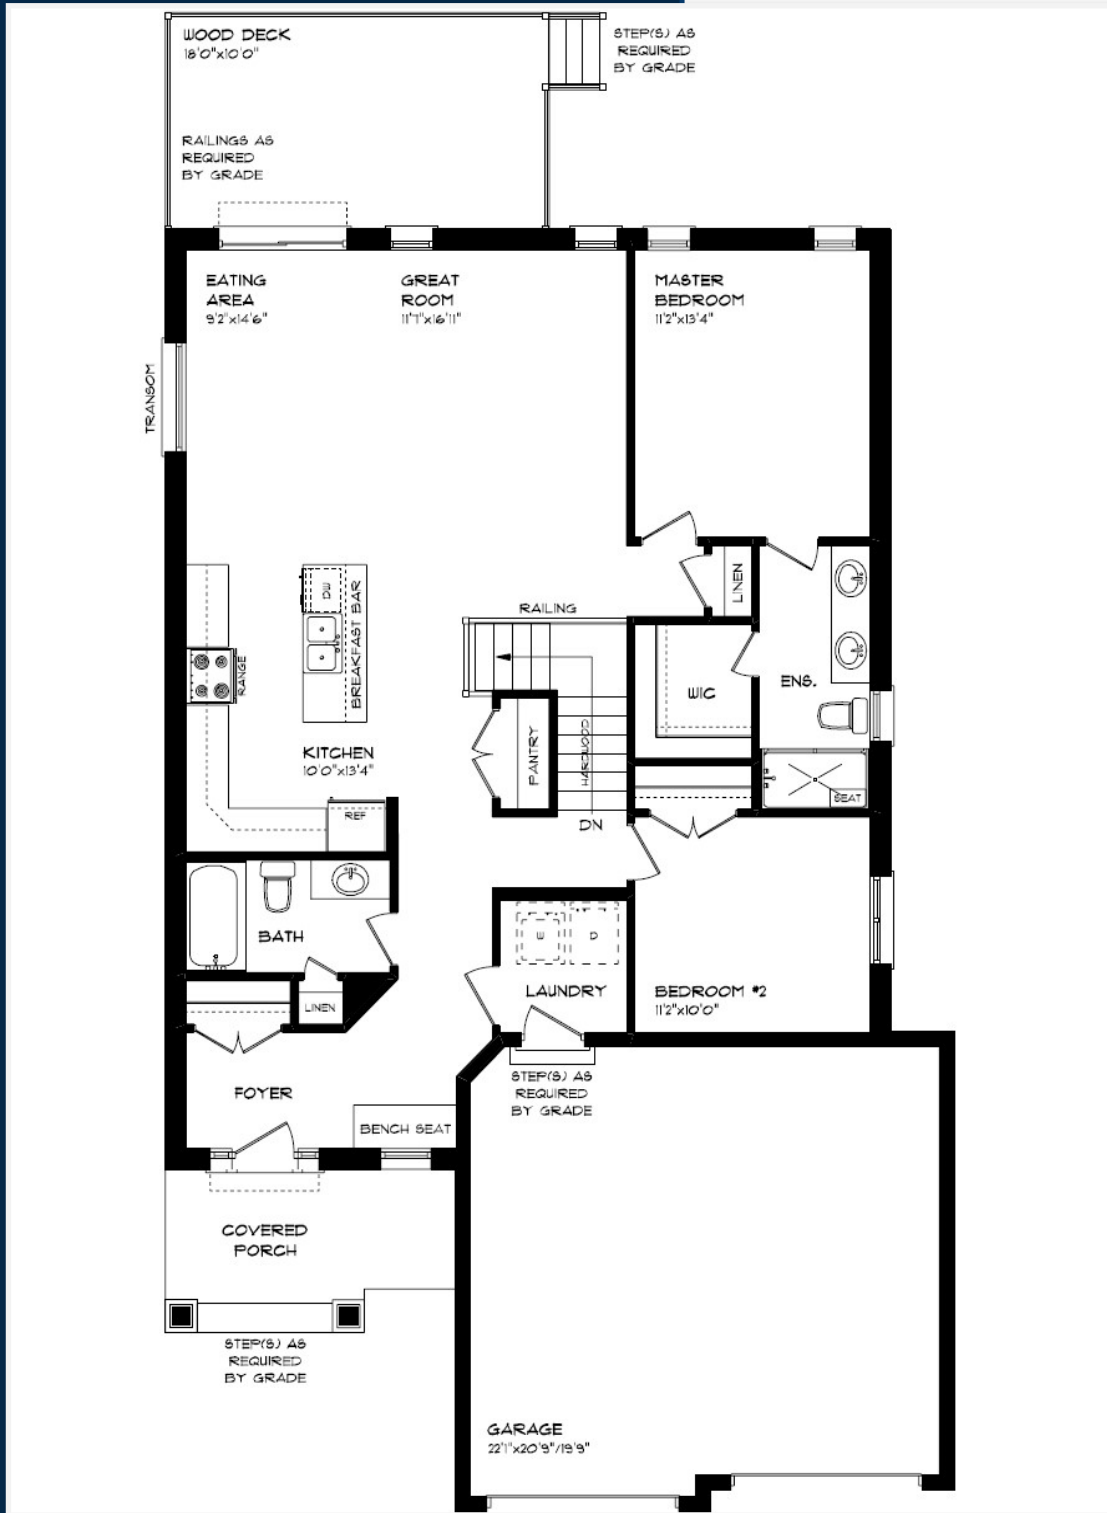 WOOD DECK
18'0"x10'0"
STEP(S) AS
REQUIRED
BY GRADE
RAILINGS AS
REQUIRED
BY GRADE
EATING
AREA
9'2"x14'6"
GREAT
ROOM
11'7"x16'11"
MASTER
BEDROOM
11'2"x13'4"
TRANSOM
LINEN
DW
BREAKFAST BAR
RAILING
RANGE
WIC
ENS.
KITCHEN
10'0"x13'4"
PANTRY
HARDWOOD
SEAT
REF
DN
BATH
W
D
LAUNDRY
BEDROOM #2
11'2"x10'0"
LINEN
FOYER
STEP(S) AS
REQUIRED
BY GRADE
BENCH SEAT
COVERED
PORCH
STEP(S) AS
REQUIRED
BY GRADE
GARAGE
22'1"x20'9"/19'9"